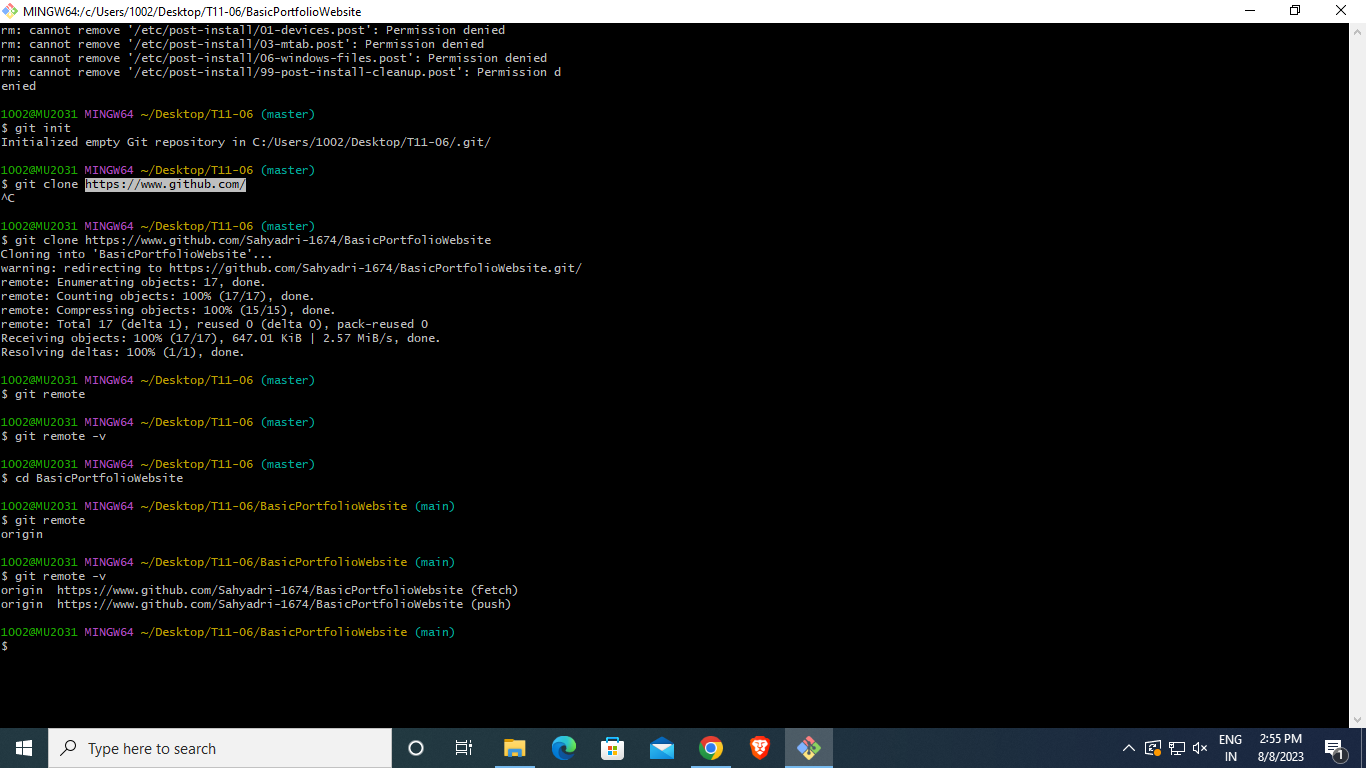 MINGW64:/c/Users/1002/Desktop/T11-06/BasicPortfolioWebsite
rm: cannot remove '/etc/post-install/01-devices.post': Permission denied
rm: cannot remove '/etc/post-install/03-mtab.post': Permission denied
rm: cannot remove '/etc/post-install/06-windows-files.post': Permission denied
rm: cannot remove '/etc/post-install/99-post-install-cleanup.post': Permission d
enied
1002@MU2031 MINGW64 ~/Desktop/T11-06 (master)
$ git init
Initialized empty Git repository in C:/Users/1002/Desktop/T11-06/.git/
1002@MU2031 MINGW64 ~/Desktop/T11-06 (master)
$ git clone https://www.github.com/
^C
1002@MU2031 MINGW64 ~/Desktop/T11-06 (master)
$ git clone https://www.github.com/Sahyadri-1674/BasicPortfolioWebsite
Cloning into 'BasicPortfolioWebsite'...
warning: redirecting to https://github.com/Sahyadri-1674/BasicPortfolioWebsite.git/
remote: Enumerating objects: 17, done.
remote: Counting objects: 100% (17/17), done.
remote: Compressing objects: 100% (15/15), done.
remote: Total 17 (delta 1), reused 0 (delta 0), pack-reused 0
Receiving objects: 100% (17/17), 647.01 KiB | 2.57 MiB/s, done.
Resolving deltas: 100% (1/1), done.
1002@MU2031 MINGW64 ~/Desktop/T11-06 (master)
$ git remote
1002@MU2031 MINGW64 ~/Desktop/T11-06 (master)
$ git remote -v
1002@MU2031 MINGW64 ~/Desktop/T11-06 (master)
$ cd BasicPortfolioWebsite
1002@MU2031 MINGW64 ~/Desktop/T11-06/BasicPortfolioWebsite (main)
$ git remote
origin
1002@MU2031 MINGW64 ~/Desktop/T11-06/BasicPortfolioWebsite (main)
$ git remote -v
origin  https://www.github.com/Sahyadri-1674/BasicPortfolioWebsite (fetch)
origin  https://www.github.com/Sahyadri-1674/BasicPortfolioWebsite (push)
1002@MU2031 MINGW64 ~/Desktop/T11-06/BasicPortfolioWebsite (main)
$
Type here to search
ENG
IN
2:55 PM
8/8/2023
1